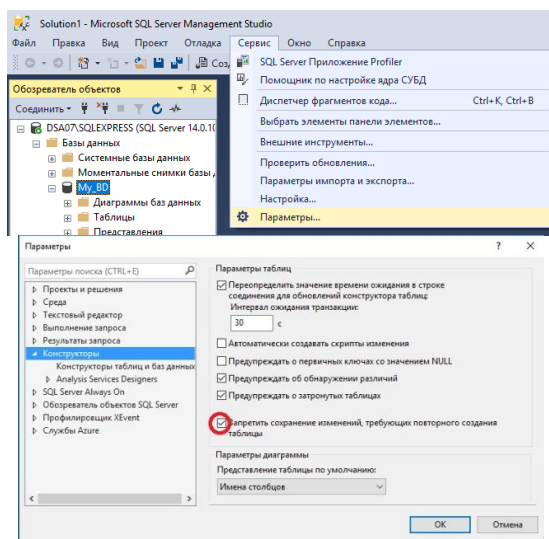 Solution1 - Microsoft SQL Server Management Studio
Файл Правка Вид Проект Отладка Сервис Окно Справка
Соз
SQL Server Приложение Profiler
Помощник по настройке ядра СУБД
Диспетчер фрагментов кода... Ctrl+K, Ctrl+B
Выбрать элементы панели элементов...
Внешние инструменты...
Проверить обновления...
Параметры импорта и экспорта...
Настройка...
Параметры...
Обозреватель объектов
Соединить
DSA07\SQLEXPRESS (SQL Server 14.0.10
Базы данных
Системные базы данных
Моментальные снимки базы
My_BD
Диаграммы баз данных
Таблицы
Представления
Параметры
Параметры поиска (CTRL+E)
Проекты и решения
Среда
Текстовый редактор
Выполнение запроса
Результаты запроса
Конструкторы
Конструкторы таблиц и баз данных
Analysis Services Designers
SQL Server Always On
Обозреватель объектов SQL Server
Профилировщик XEvent
Службы Azure
Параметры таблиц
Переопределить значение времени ожидания в строке
соединения для обновлений конструктора таблиц:
Интервал ожидания транзакции:
30 с
Автоматически создавать скрипты изменения
Предупреждать о первичных ключах со значением NULL
Предупреждать об обнаружении различий
Предупреждать о затронутых таблицах
Запретить сохранение изменений, требующих повторного создания
таблицы
Параметры диаграммы
Представление таблицы по умолчанию:
Имена столбцов
OK Отмена